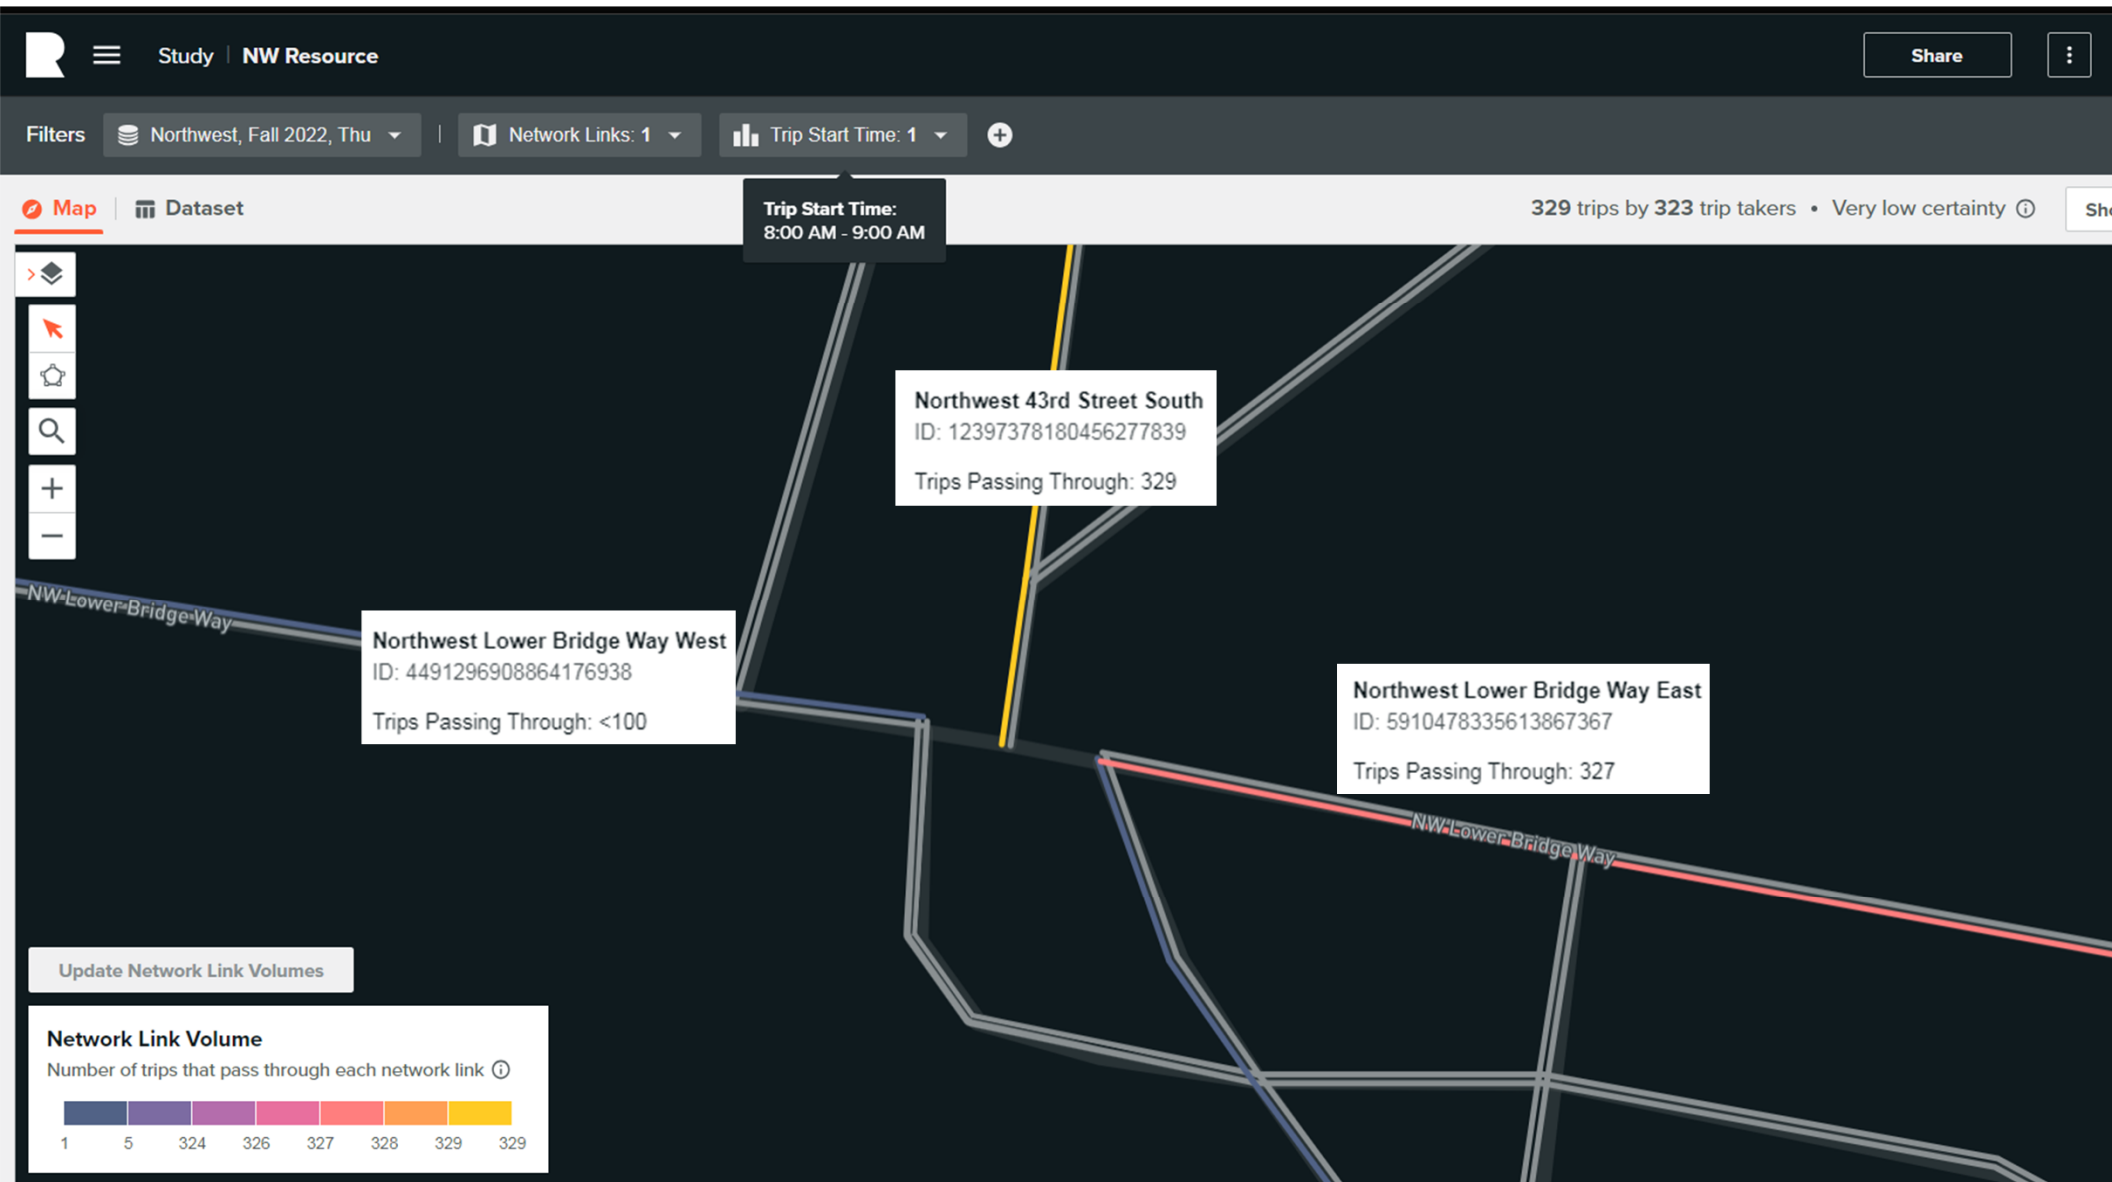 Study | NW Resource
Share
Filters
Northwest, Fall 2022, Thu
Network Links: 1
Trip Start Time: 1
Map
Dataset
Trip Start Time:
8:00 AM - 9:00 AM
329 trips by 323 trip takers • Very low certainty
Northwest 43rd Street South
ID: 12397378180456277839
Trips Passing Through: 329
NW Lower Bridge Way
Northwest Lower Bridge Way West
ID: 4491296908864176938
Trips Passing Through: <100
Northwest Lower Bridge Way East
ID: 5910478335613867367
Trips Passing Through: 327
NW Lower Bridge Way
Update Network Link Volumes
Network Link Volume
Number of trips that pass through each network link
1 5 324 326 327 328 329 329